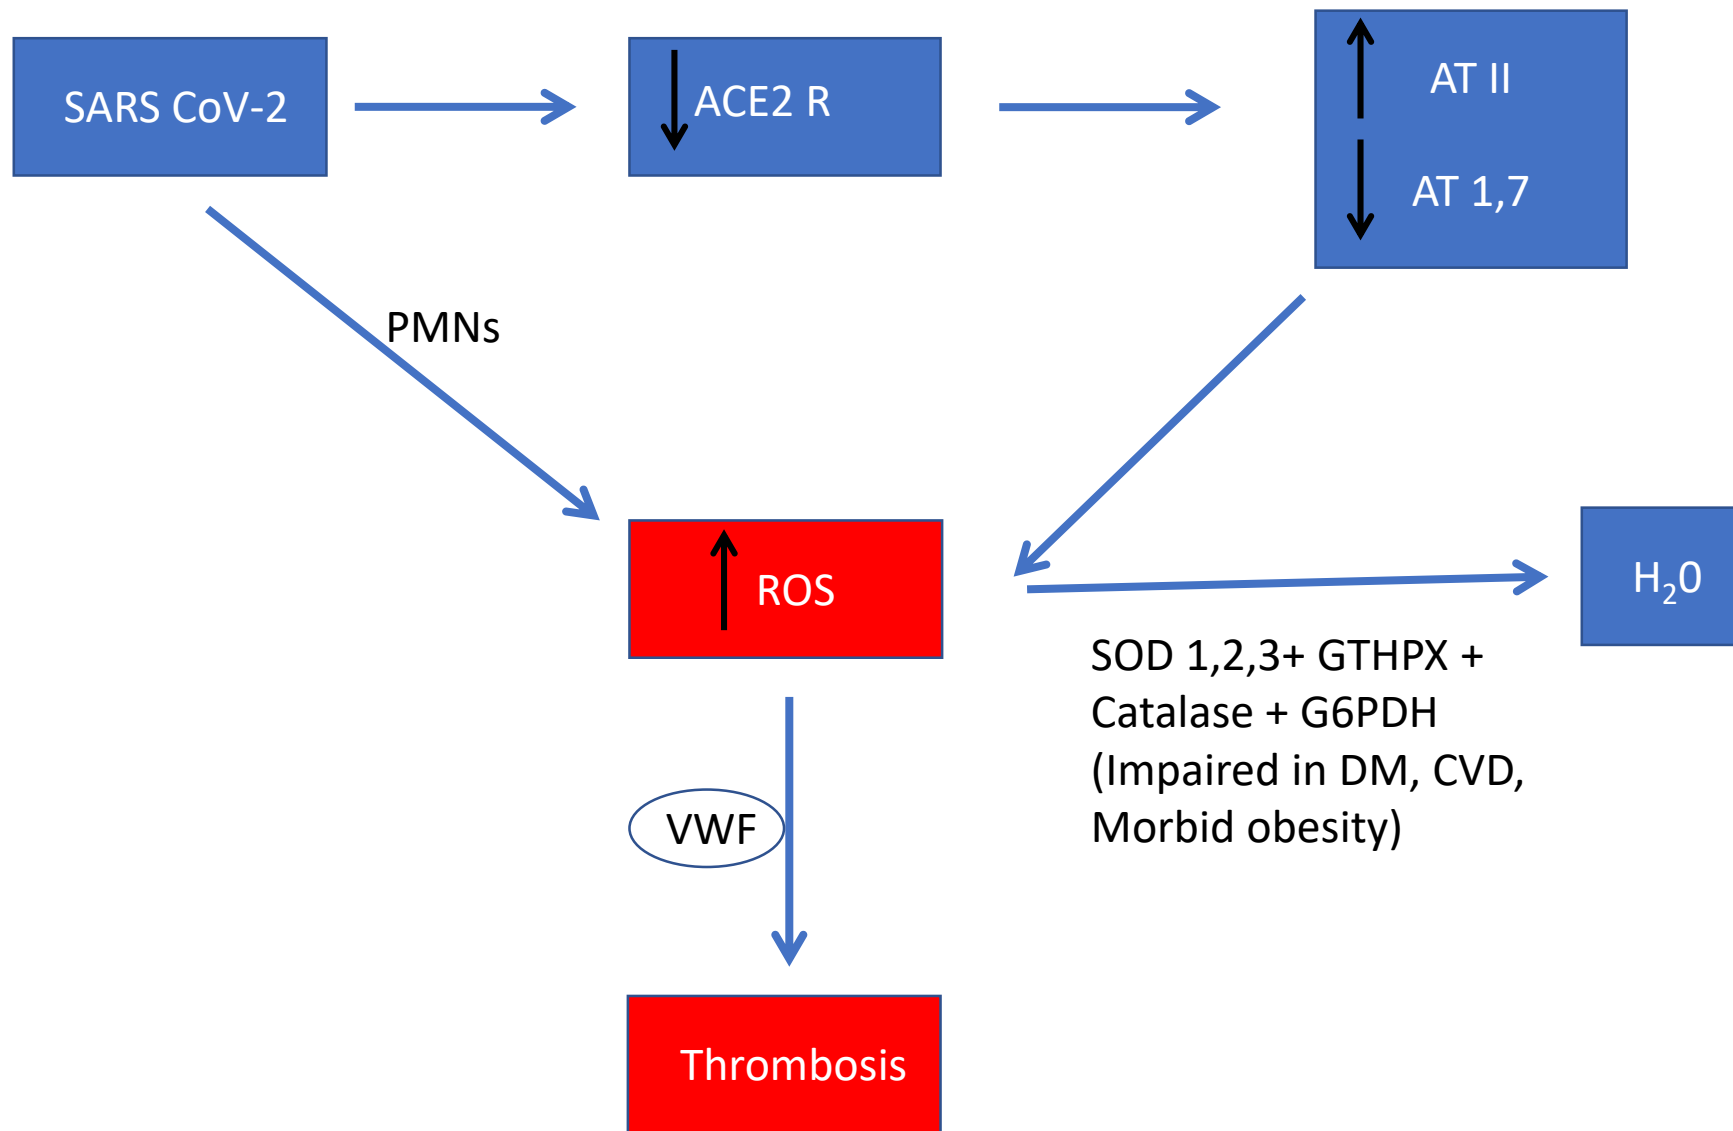 SARS CoV-2
ACE2 R
AT II
AT 1,7
PMNs
ROS
H₂0
SOD 1,2,3+ GTHPX +
Catalase + G6PDH
(Impaired in DM, CVD,
Morbid obesity)
VWF
Thrombosis